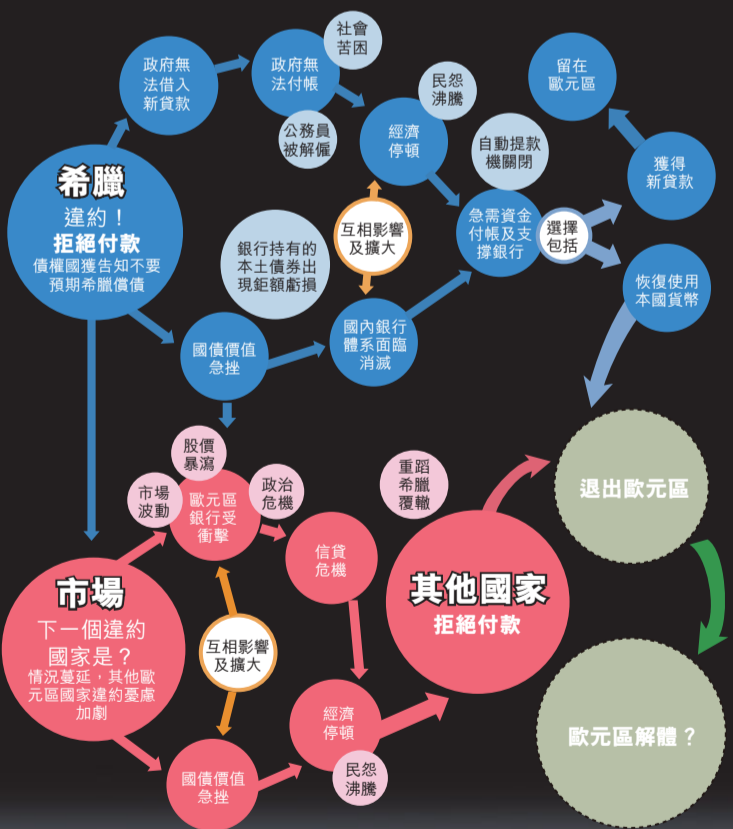 社會
苦困
政府無
法借入
新貸款
政府無
法付帳
公務員
被解僱
民怨
沸騰
經濟
停頓
自動提款
機關閉
留在
歐元區
獲得
新貸款
希臘
違約！
拒絕付款
債權國獲告知不要
預期希臘償債
銀行持有的
本土債券出
現鉅額虧損
互相影響
及擴大
急需資金
付帳及支
撐銀行
選擇
包括
恢復使用
本國貨幣
國債價值
急挫
國內銀行
體系面臨
消滅
股價
暴瀉
市場
波動
歐元區
銀行受
衝擊
政治
危機
重蹈
希臘
覆轍
退出歐元區
信貸
危機
市場
下一個違約
國家是？
情況蔓延，其他歐
元區國家違約憂慮
加劇
互相影響
及擴大
其他國家
拒絕付款
經濟
停頓
民怨
沸騰
國債價值
急挫
歐元區解體？